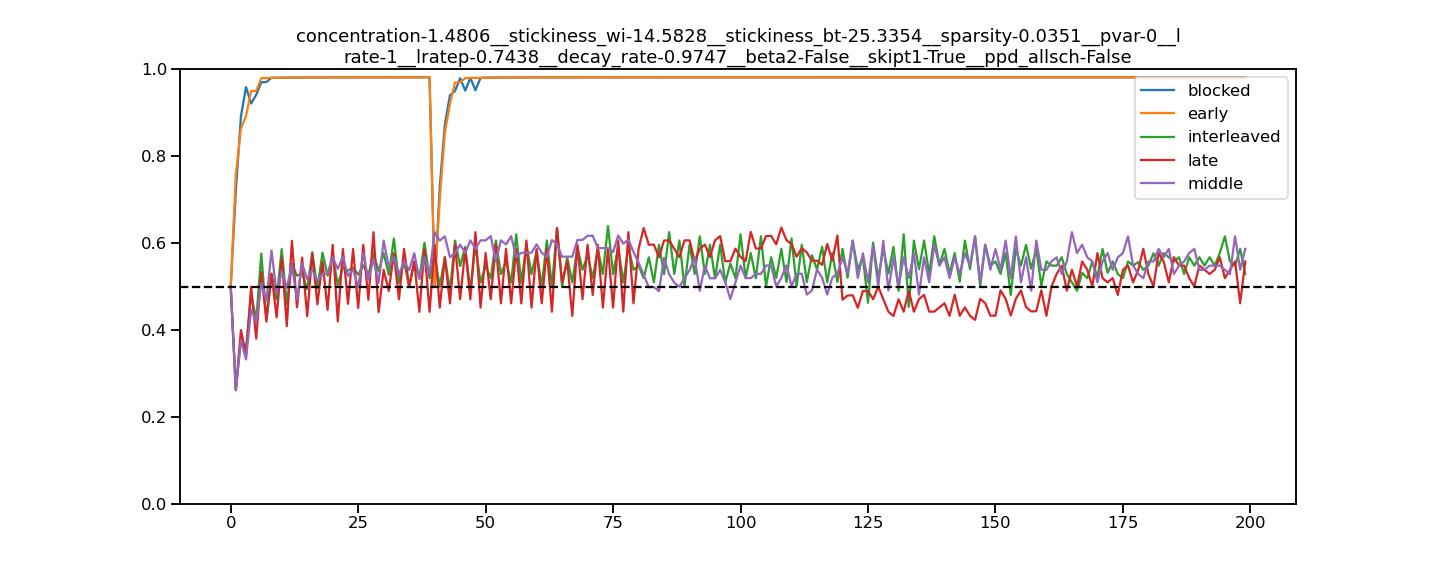 concentration-1.4806__stickiness_wi-14.5828__stickiness_bt-25.3354__sparsity-0.0351__pvar-0__l
rate-1__lratep-0.7438__decay_rate-0.9747__beta2-False__skipt1-True__ppd_allsch-False
1.0
0.8
0.6
0.4
0.2
0.0
blocked
early
interleaved
late
middle
0 25 50 75 100 125 150 175 200